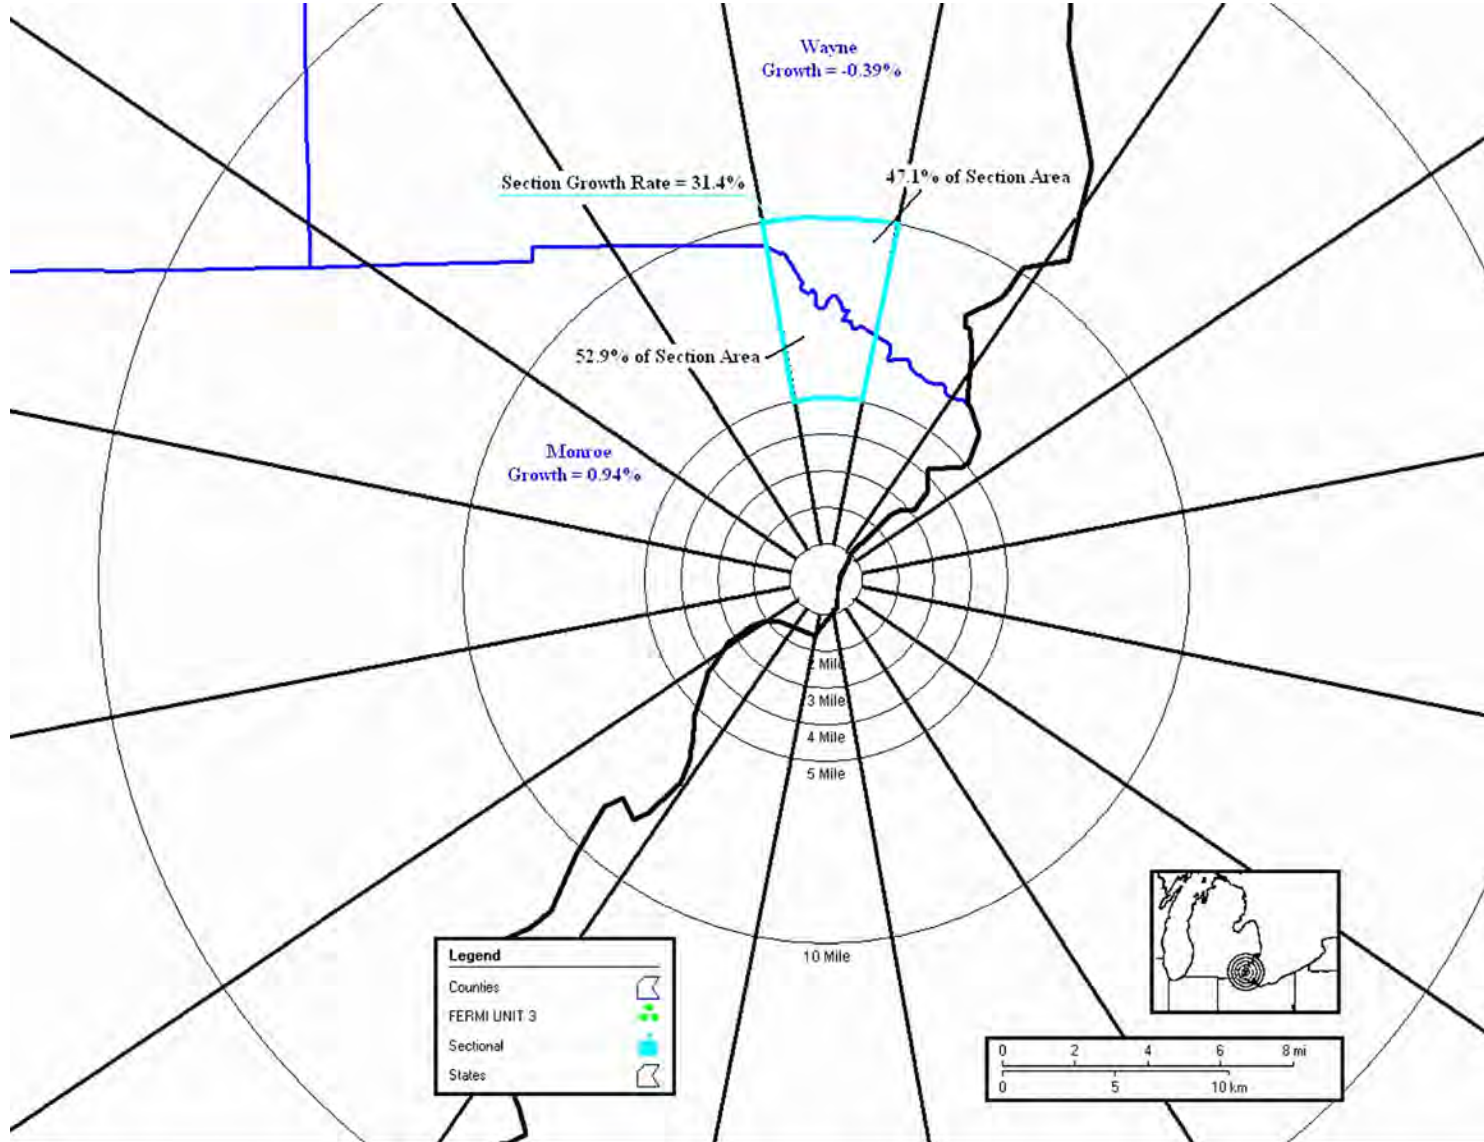 Wayne
Growth = -0.39%
Section Growth Rate = 31.4%
47.1% of Section Area
52.9% of Section Area
Monroe
Growth = 0.94%
2 Mile
3 Mile
4 Mile
5 Mile
10 Mile
Legend
Counties
FERMI UNIT 3
Sectional
States
0 2 4 6 8 mi
0 5 10 km